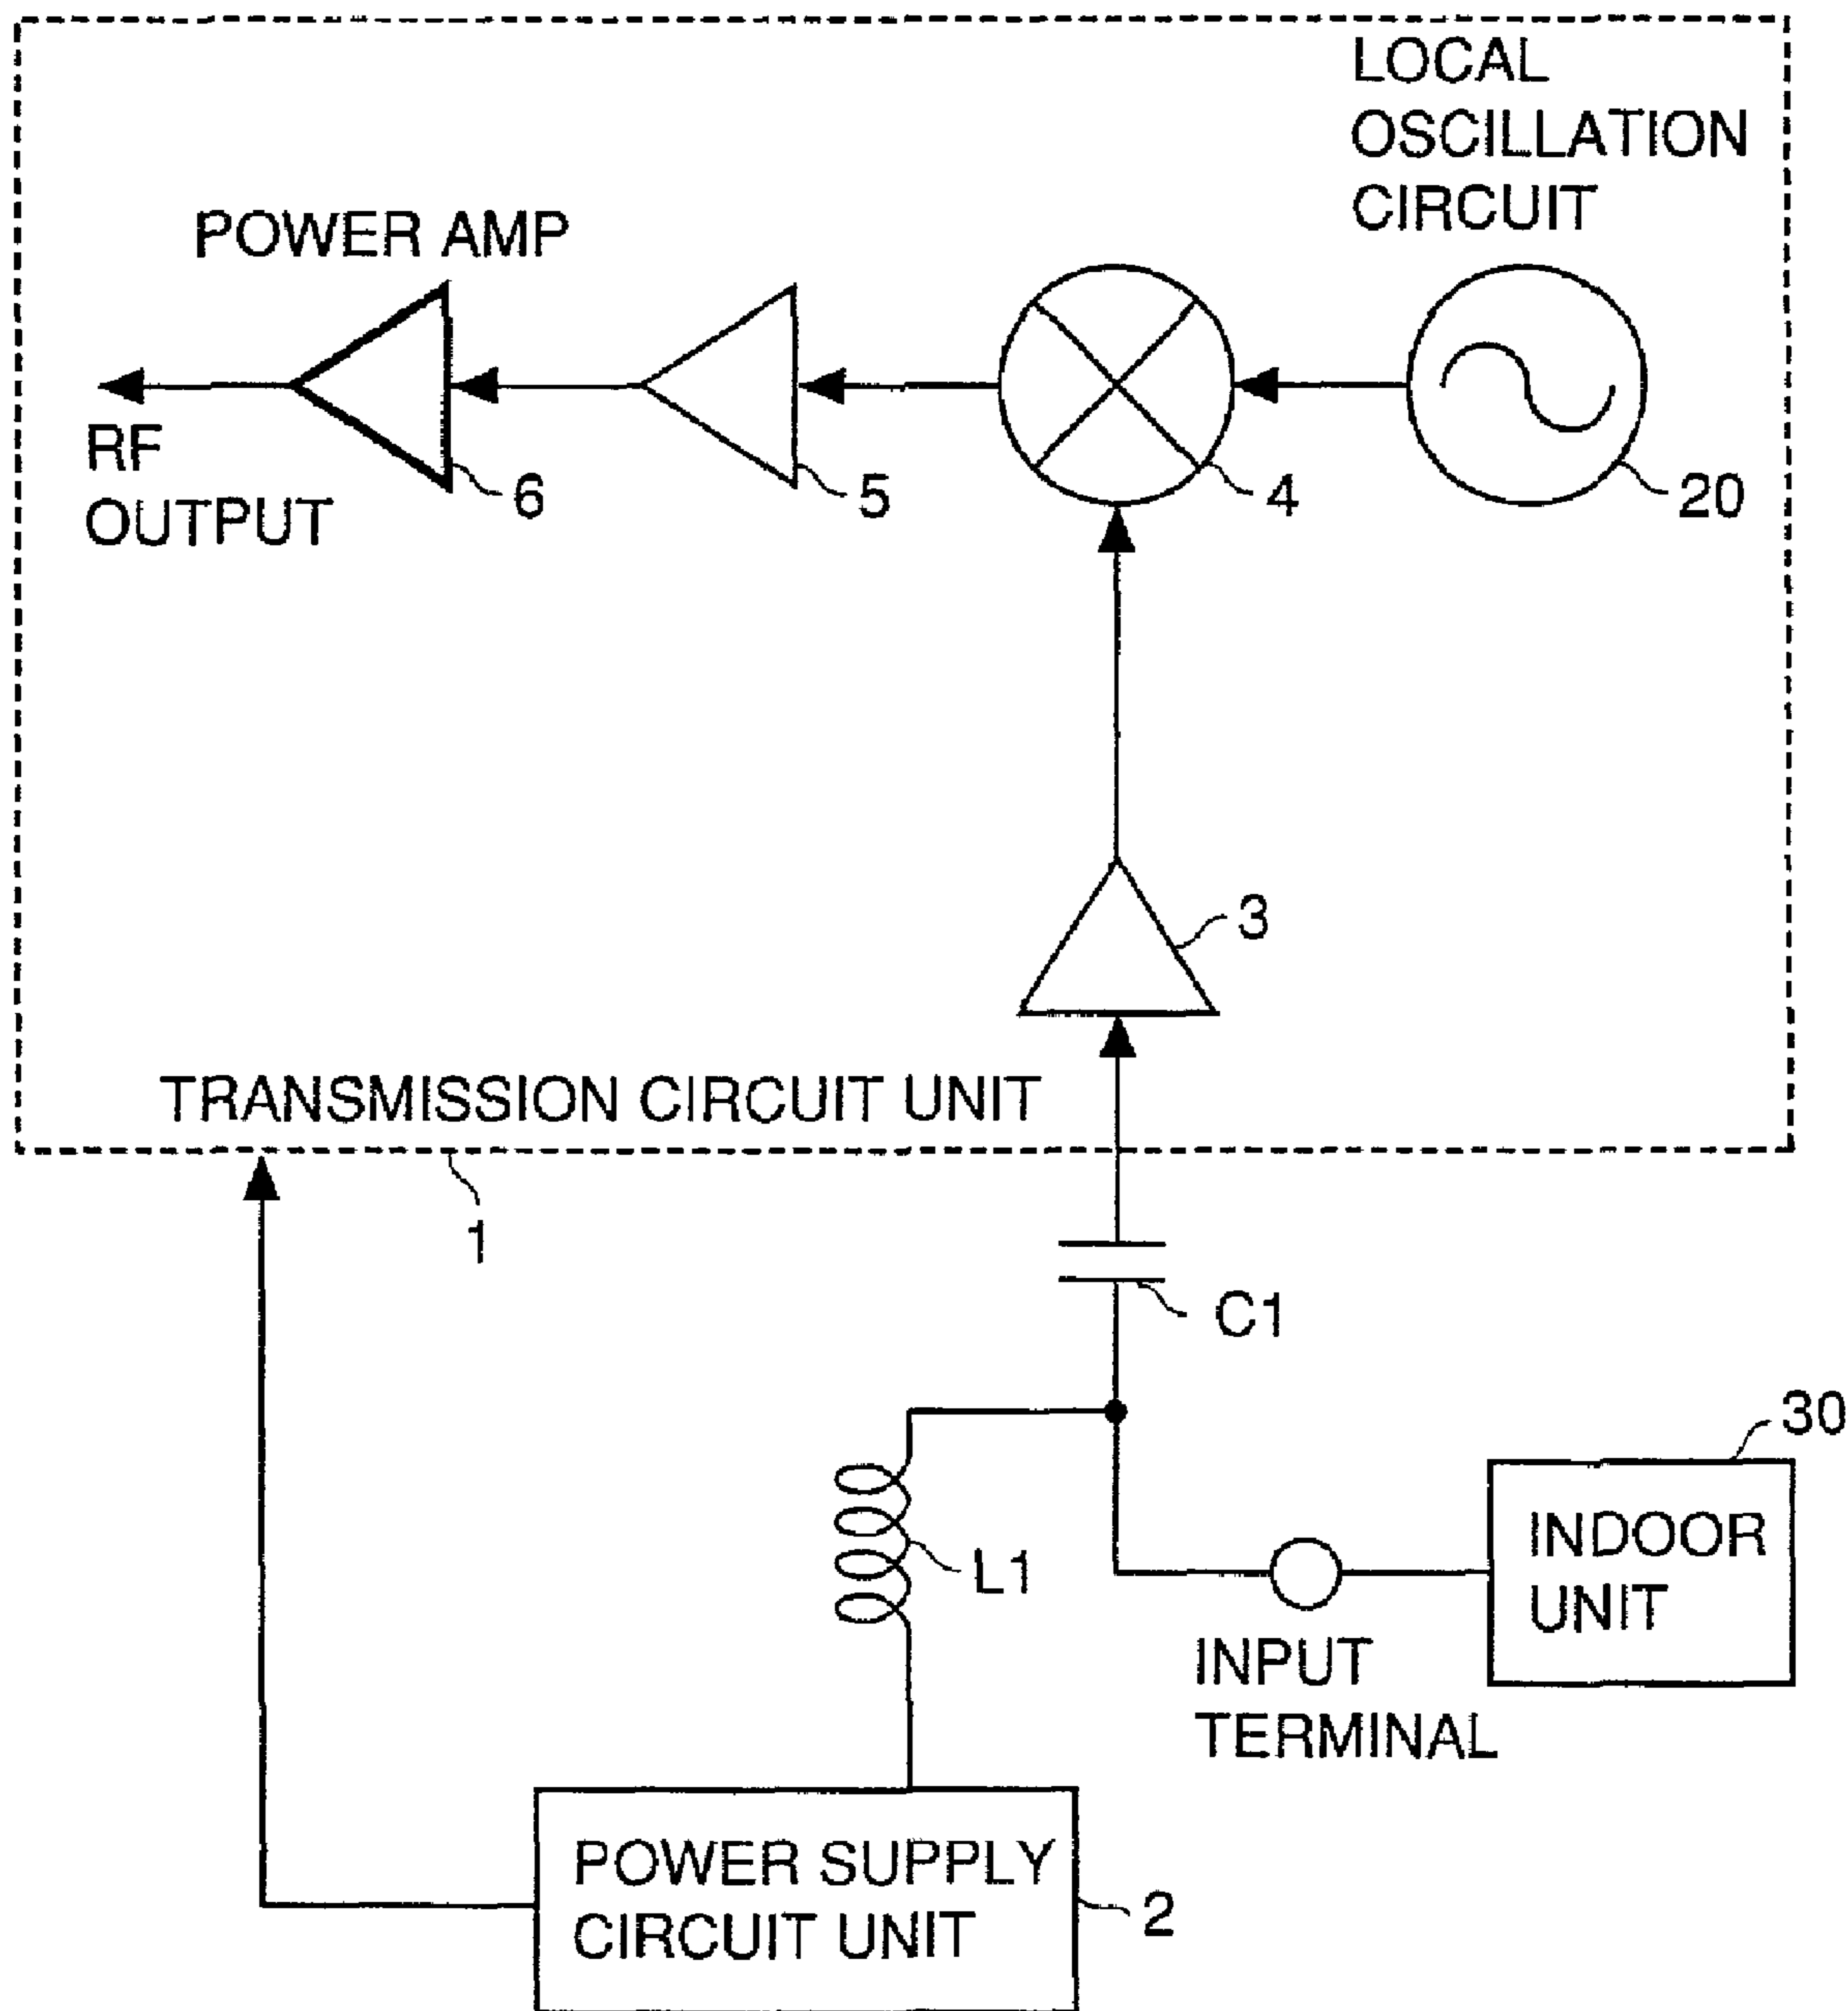 LOCAL
OSCILLATION
CIRCUIT
POWER AMP
RF
OUTPUT
6
5
4
20
3
TRANSMISSION CIRCUIT UNIT
1
C1
30
L1
INDOOR
UNIT
INPUT
TERMINAL
POWER SUPPLY
CIRCUIT UNIT
2